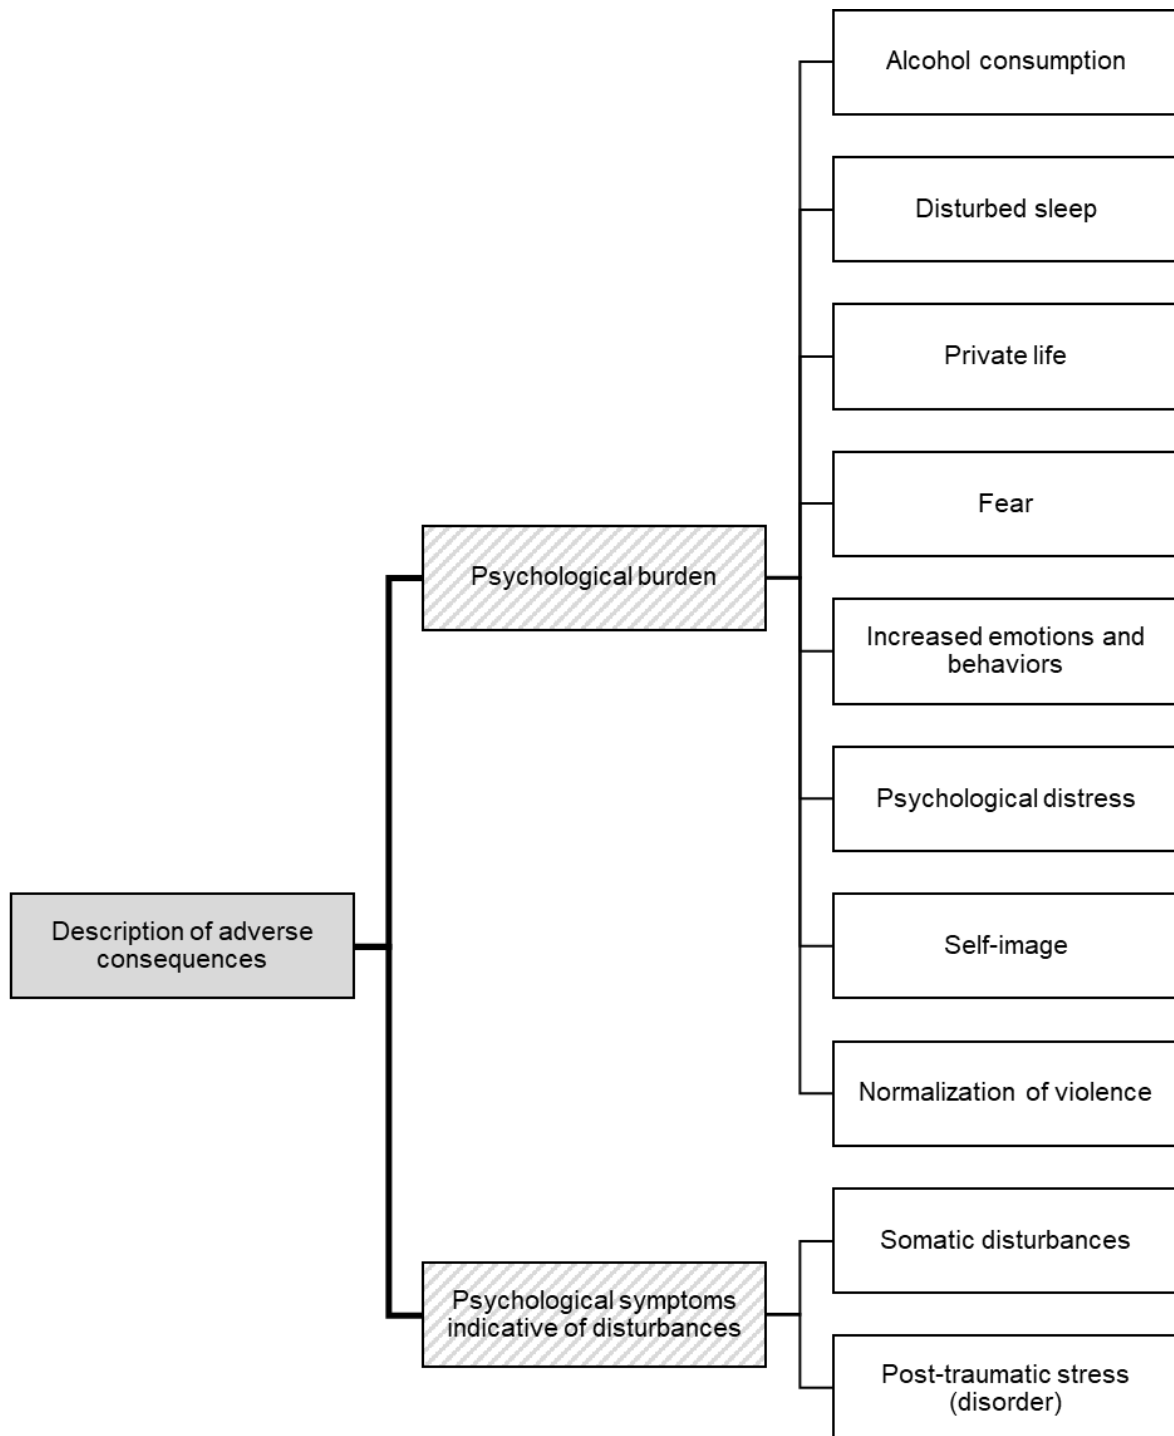 Alcohol consumption
Disturbed sleep
Private life
Fear
Psychological burden
Increased emotions and
behaviors
Psychological distress
Description of adverse
consequences
Self-image
Normalization of violence
Somatic disturbances
Psychological symptoms
indicative of disturbances
Post-traumatic stress
(disorder)